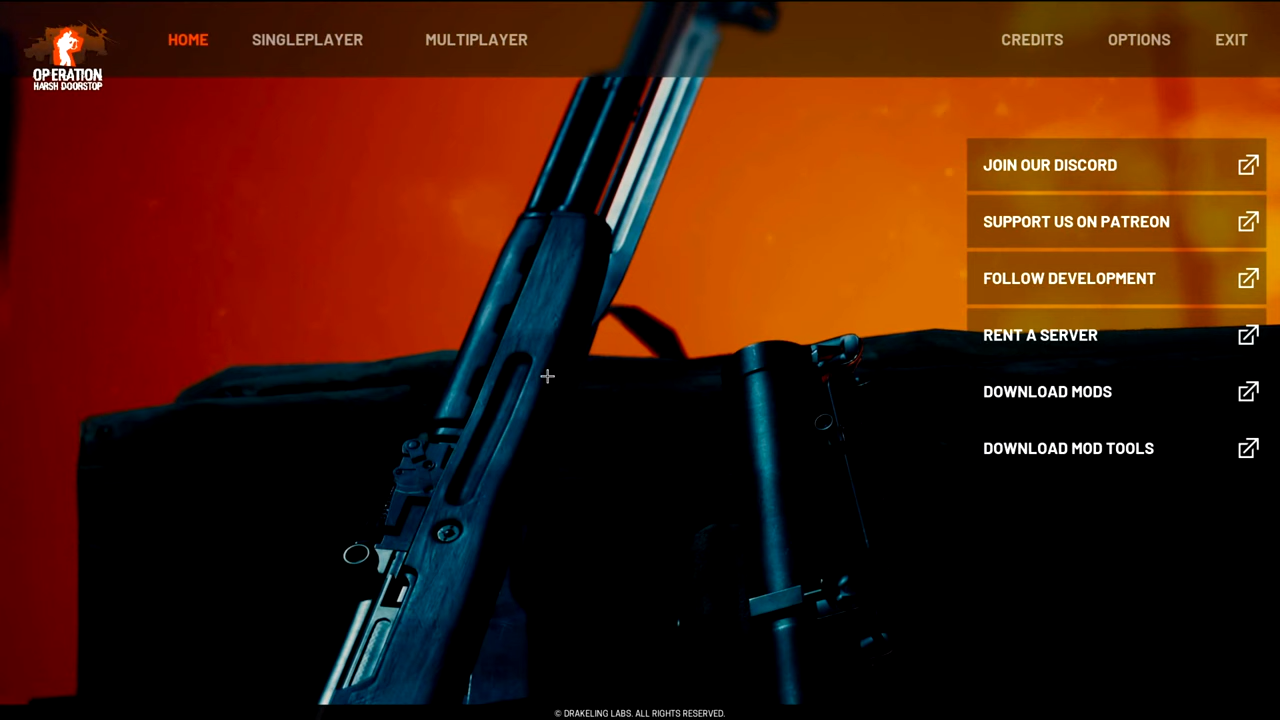 OPERATION
HARSH DOORSTOP
HOME
SINGLEPLAYER
MULTIPLAYER
CREDITS
OPTIONS
EXIT
JOIN OUR DISCORD
SUPPORT US ON PATREON
FOLLOW DEVELOPMENT
RENT A SERVER
DOWNLOAD MODS
DOWNLOAD MOD TOOLS
© DRAKELING LABS. ALL RIGHTS RESERVED.